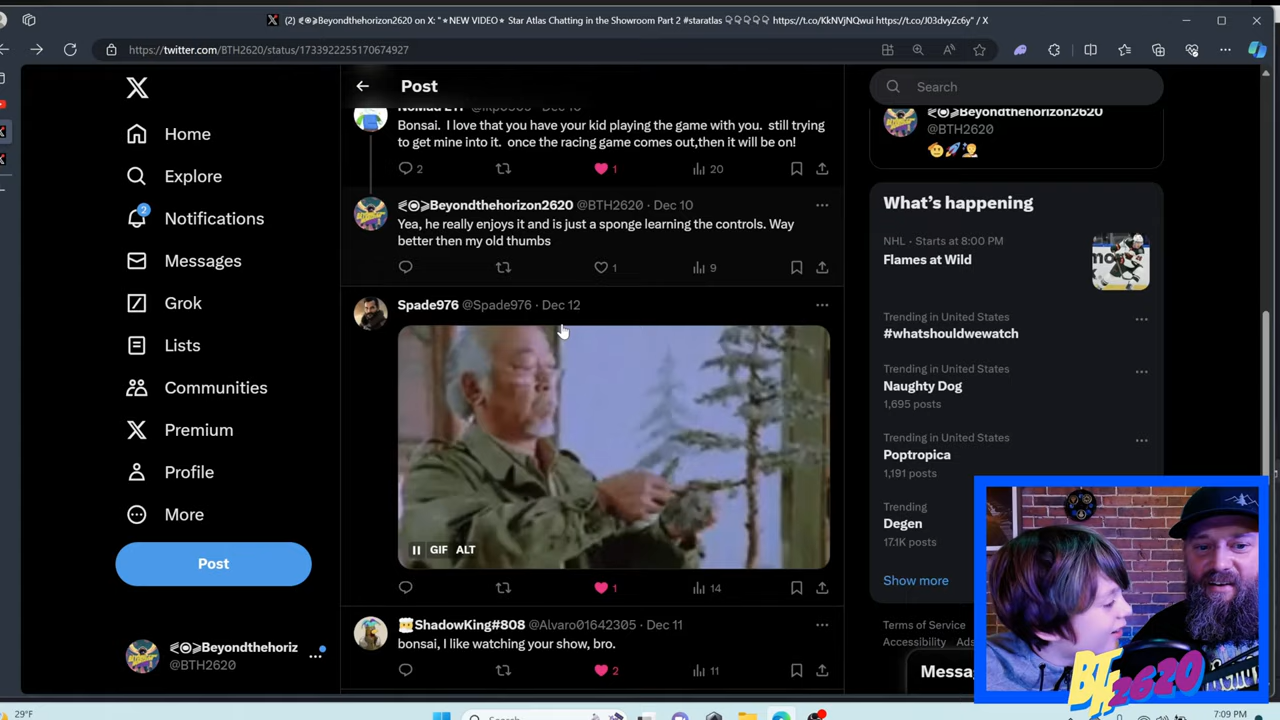 (2) ⋞⦿⋟Beyondthehorizon2620 on X: "⭐NEW VIDEO⭐ Star Atlas Chatting in the Showroom Part 2 #staratlas 👇👇👇👇👇 https://t.co/KkNVjNQwui https://t.co/J03dvyZc6y" / X
https://twitter.com/BTH2620/status/1733922255170674927
Home
Explore
2
Notifications
Messages
Grok
Lists
Communities
Premium
Profile
More
Post
⋞⦿⋟Beyondthehoriz
@BTH2620
Post
Dec 10
Bonsai. I love that you have your kid playing the game with you. still trying
to get mine into it. once the racing game comes out,then it will be on!
2 1 20
⋞⦿⋟Beyondthehorizon2620 @BTH2620 · Dec 10
Yea, he really enjoys it and is just a sponge learning the controls. Way
better then my old thumbs
1 9
Spade976 @Spade976 · Dec 12
GIF ALT
1 14
ShadowKing#808 @Alvaro01642305 · Dec 11
bonsai, I like watching your show, bro.
2 11
Search
⋞⦿⋟Beyondthehorizon2620
@BTH2620
What's happening
NHL · Starts at 8:00 PM
Flames at Wild
Trending in United States
#whatshouldwewatch
Trending in United States
Naughty Dog
1,695 posts
Trending in United States
Poptropica
1,191 posts
Trending
Degen
17.1K posts
Show more
Terms of Service
Accessibility
Messa
BTH
2620
29°F
Search
7:09 PM